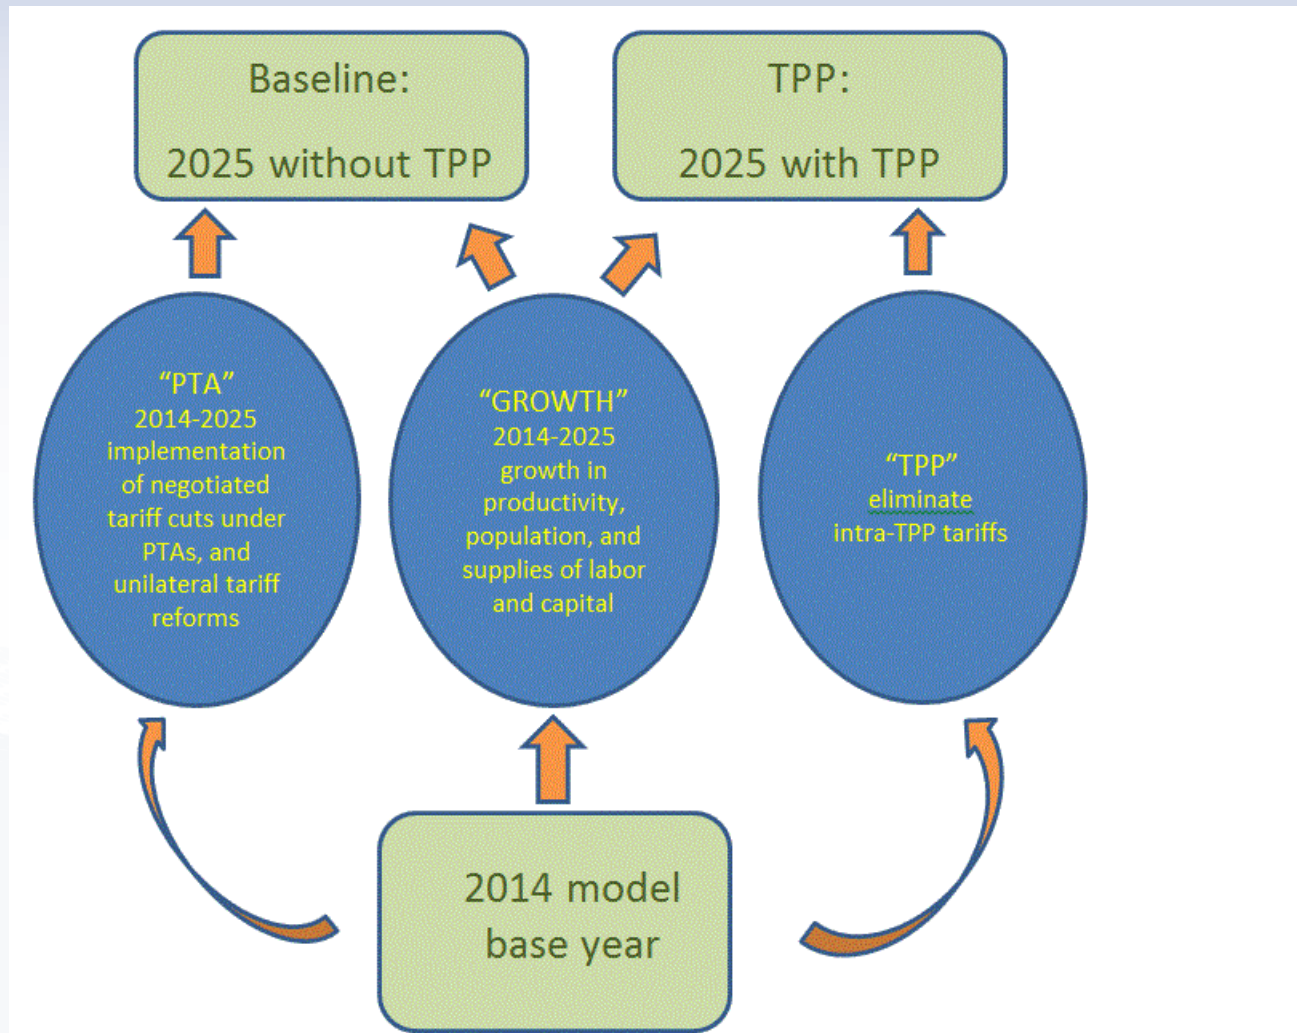 Baseline:
2025 without TPP
TPP:
2025 with TPP
“PTA”
2014-2025
implementation
of negotiated
tariff cuts under
PTAs, and
unilateral tariff
reforms
“GROWTH”
2014-2025
growth in
productivity,
population, and
supplies of labor
and capital
“TPP”
eliminate
intra-TPP tariffs
2014 model
base year